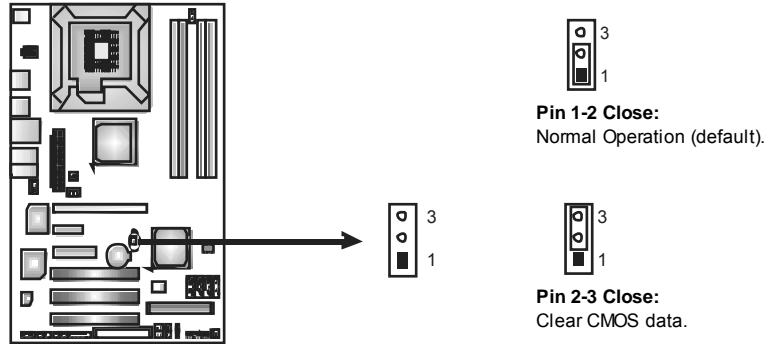 3
1
Pin 1-2 Close:
Normal Operation (default).
3
1
3
1
Pin 2-3 Close:
Clear CMOS data.